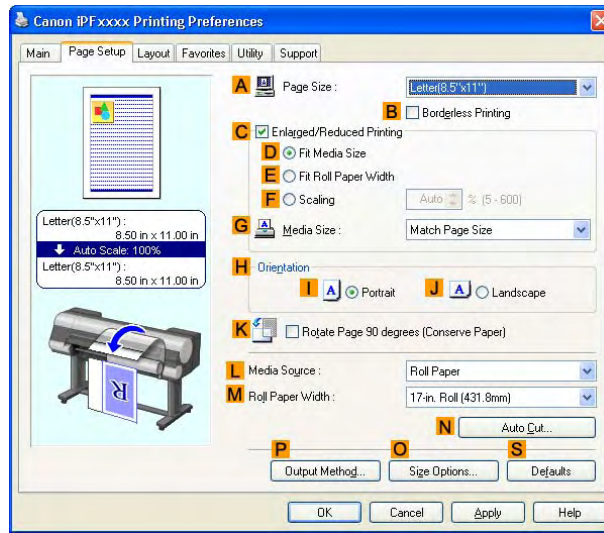 Canon iPFxxxx Printing Preferences
Main Page Setup Layout Favorites Utility Support
A Page Size : Letter(8.5"x11")
B Borderless Printing
C Enlarged/Reduced Printing
D Fit Media Size
E Fit Roll Paper Width
F Scaling Auto % (5 - 600)
G Media Size : Match Page Size
Letter(8.5"x11") :
8.50 in x 11.00 in
Auto Scale: 100%
Letter(8.5"x11") :
8.50 in x 11.00 in
H Orientation
I A Portrait J A Landscape
K Rotate Page 90 degrees (Conserve Paper)
L Media Source : Roll Paper
M Roll Paper Width : 17-in. Roll (431.8mm)
N Auto Cut...
P O S
Output Method... Size Options... Defaults
R
OK Cancel Apply Help